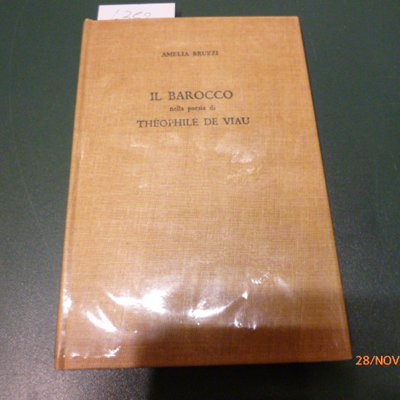 AMELIA BRUZZI
IL BAROCCO
nella poesia di
THÉOPHILE DE VIAU
28/NOV/